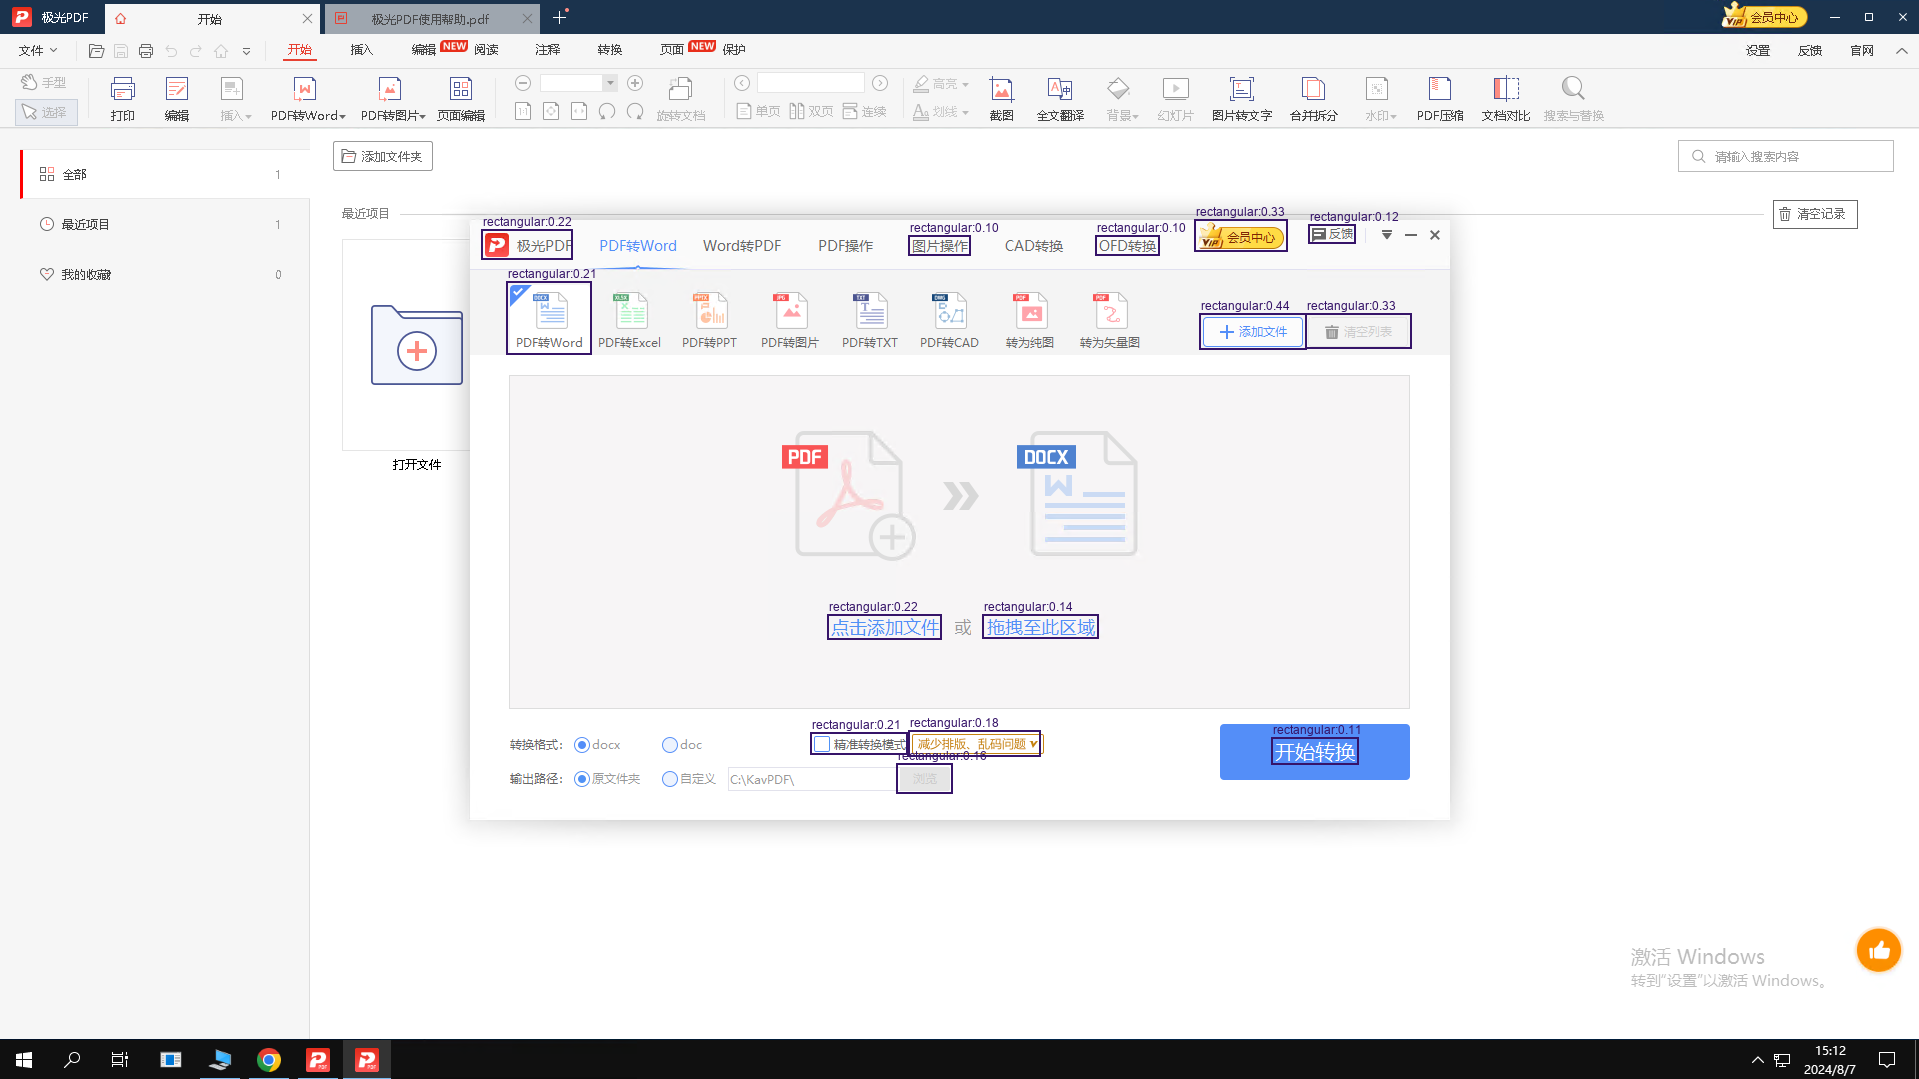 极光PDF 开始 极光PDF使用帮助.pdf VIP 会员中心
文件 开始 插入 编辑 NEW 阅读 注释 转换 页面 NEW 保护 设置 反馈 官网
手型 选择 打印 编辑 插入 PDF转Word PDF转图片 页面编辑 1:1 旋转文档 单页 双页 连续 高亮 划线 截图 全文翻译 背景 幻灯片 图片转文字 合并拆分 水印 PDF压缩 文档对比 搜索与替换
添加文件夹 请输入搜索内容
全部 1
最近项目 1
我的收藏 0
最近项目 清空记录
打开文件
rectangular:0.22 rectangular:0.10 rectangular:0.10 rectangular:0.33 rectangular:0.12
极光PDF PDF转Word Word转PDF PDF操作 图片操作 CAD转换 OFD转换 VIP 会员中心 反馈
rectangular:0.21 rectangular:0.44 rectangular:0.33
DOCX XLSX PPTX JPG TXT DWG PDF PDF
PDF转Word PDF转Excel PDF转PPT PDF转图片 PDF转TXT PDF转CAD 转为纯图 转为矢量图 添加文件 清空列表
PDF DOCX
W
rectangular:0.22 rectangular:0.14
点击添加文件 或 拖拽至此区域
rectangular:0.21 rectangular:0.18 rectangular:0.11
转换格式: docx doc 精准转换模式 减少排版、乱码问题 开始转换
rectangular:0.16
输出路径: 原文件夹 自定义 C:\KavPDF\ 浏览
激活 Windows
转到“设置”以激活 Windows。
15:12
2024/8/7